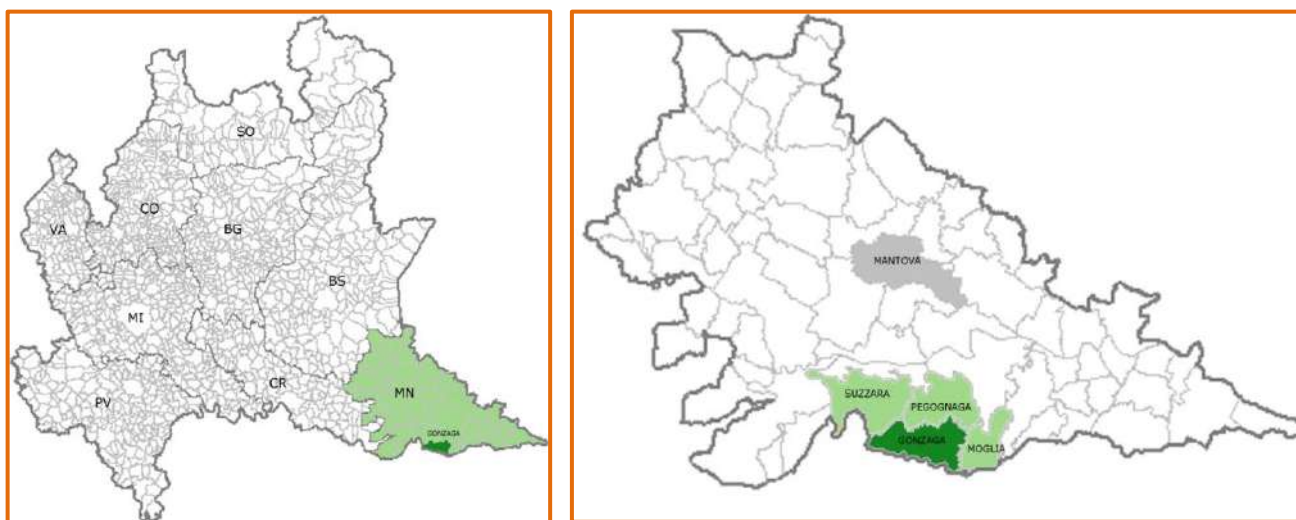 SO
CO
VA
BG
BS
MI
CR
PV
MN
GONZAGA
MANTOVA
SUZZARA
PEGOGNAGA
GONZAGA
MOGLIA